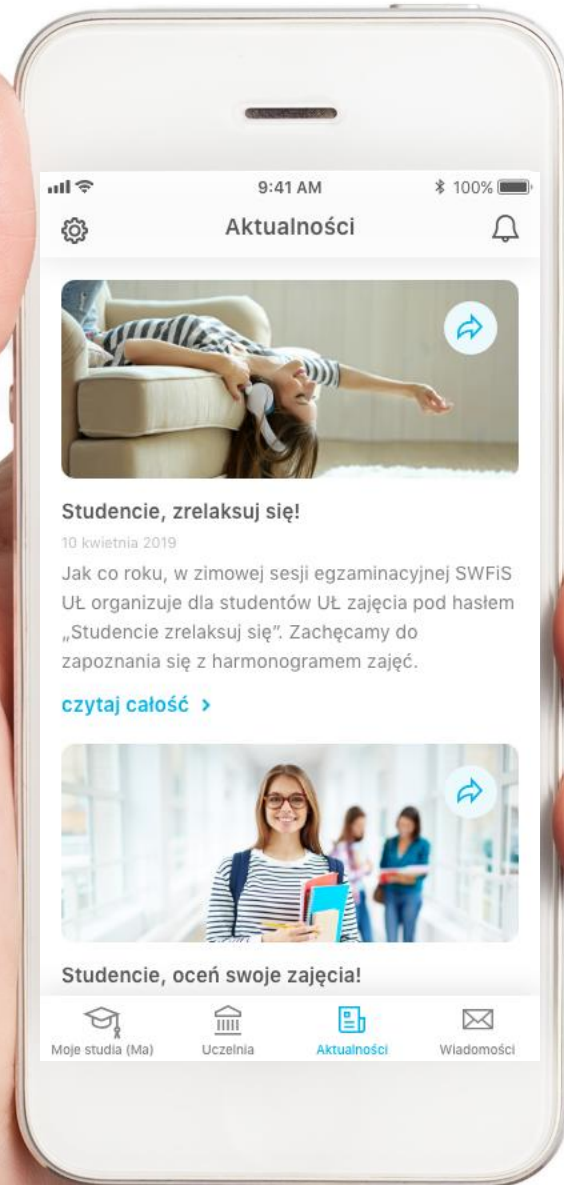 9:41 AM
100%
Aktualności
Studencie, zrelaksuj się!
10 kwietnia 2019
Jak co roku, w zimowej sesji egzaminacyjnej SWFiS
UŁ organizuje dla studentów UŁ zajęcia pod hasłem
„Studencie zrelaksuj się”. Zachęcamy do
zapoznania się z harmonogramem zajęć.
czytaj całość >
Studencie, oceń swoje zajęcia!
Moje studia (Ma)
Uczelnia
Aktualności
Wiadomości